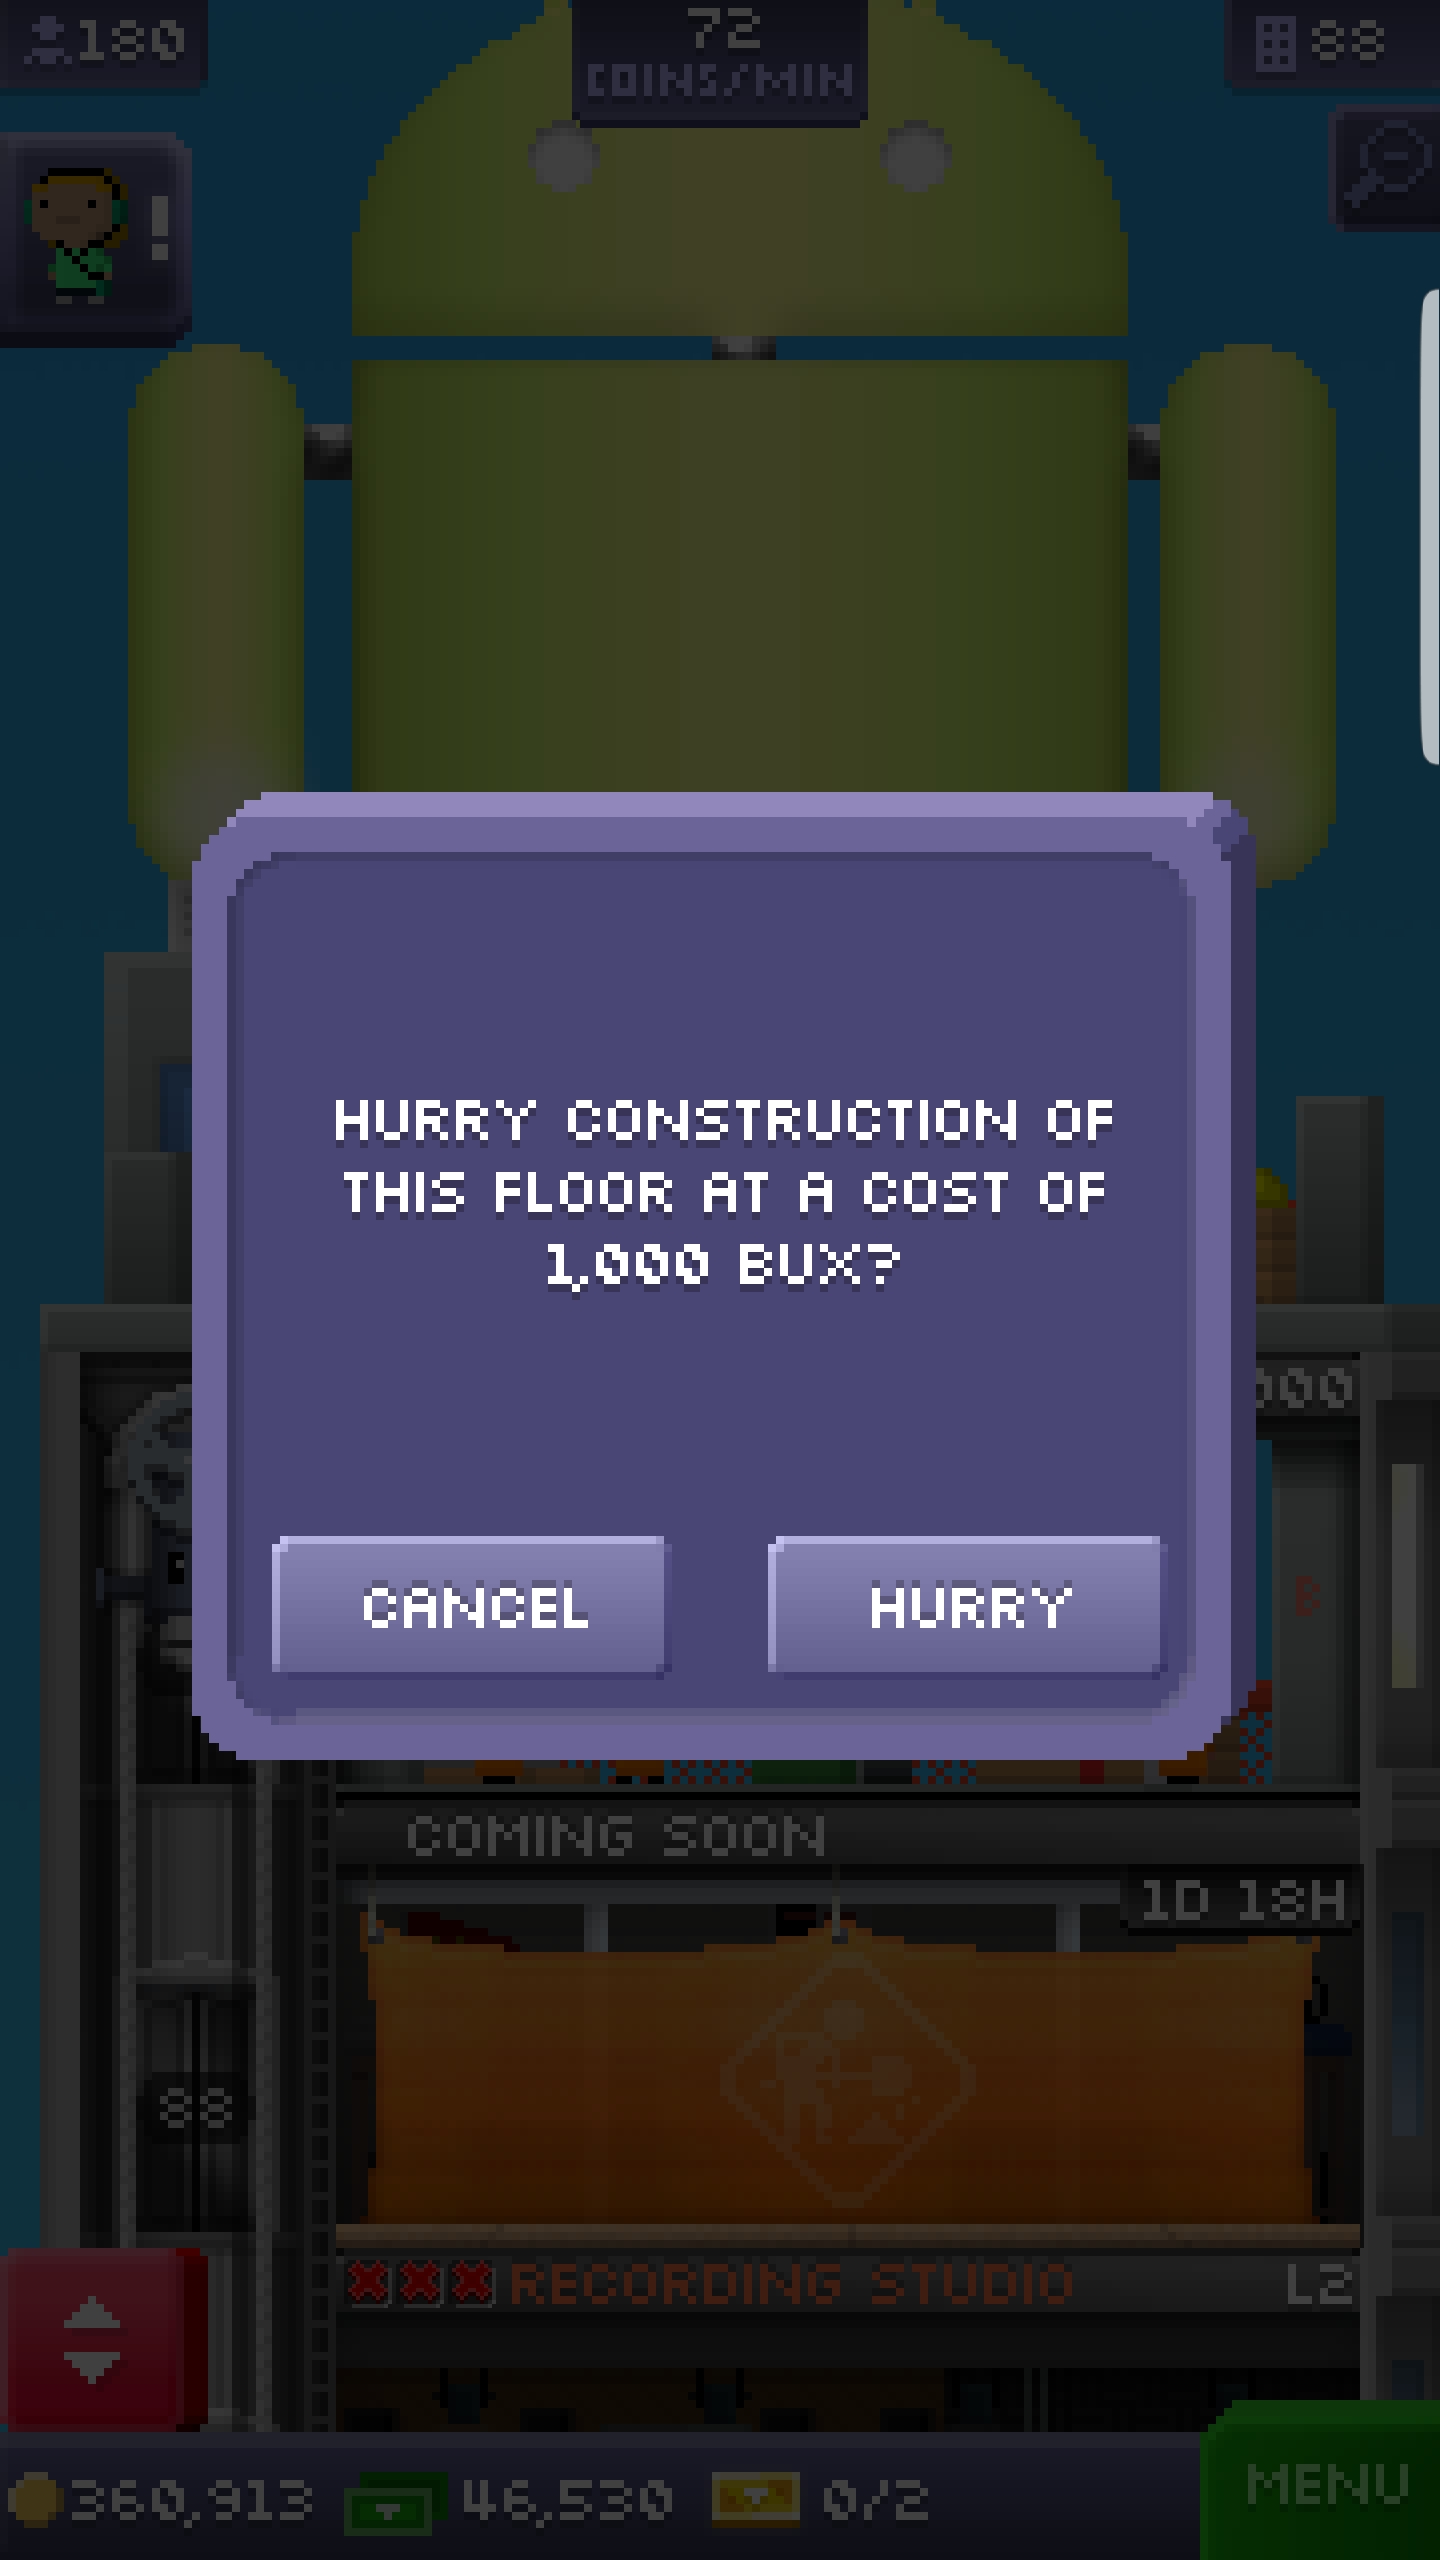 180
72
COINS/MIN
88
!
HURRY CONSTRUCTION OF
THIS FLOOR AT A COST OF
1,000 BUX?
000
CANCEL
HURRY
B
COMING SOON
1D 18H
88
RECORDING STUDIO
L2
360,913
46,530
0/2
MENU